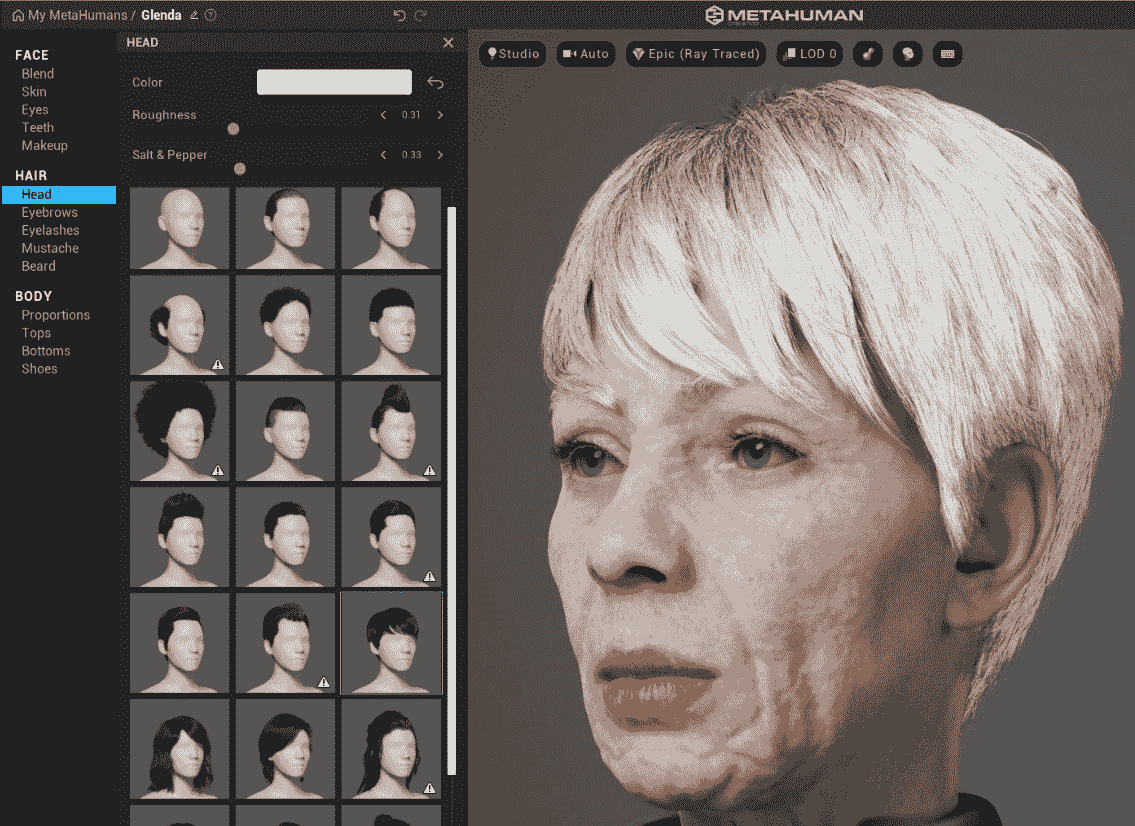 My MetaHumans / Glenda
METAHUMAN
FACE
Blend
Skin
Eyes
Teeth
Makeup
HAIR
Head
Eyebrows
Eyelashes
Mustache
Beard
BODY
Proportions
Tops
Bottoms
Shoes
HEAD
Color
Roughness 0.31
Salt & Pepper 0.33
Studio Auto Epic (Ray Traced) LOD 0